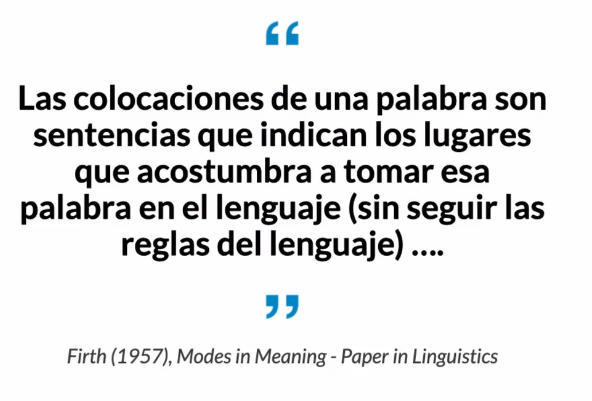 “
Las colocaciones de una palabra son
sentencias que indican los lugares
que acostumbra a tomar esa
palabra en el lenguaje (sin seguir las
reglas del lenguaje) ....
”
Firth (1957), Modes in Meaning - Paper in Linguistics